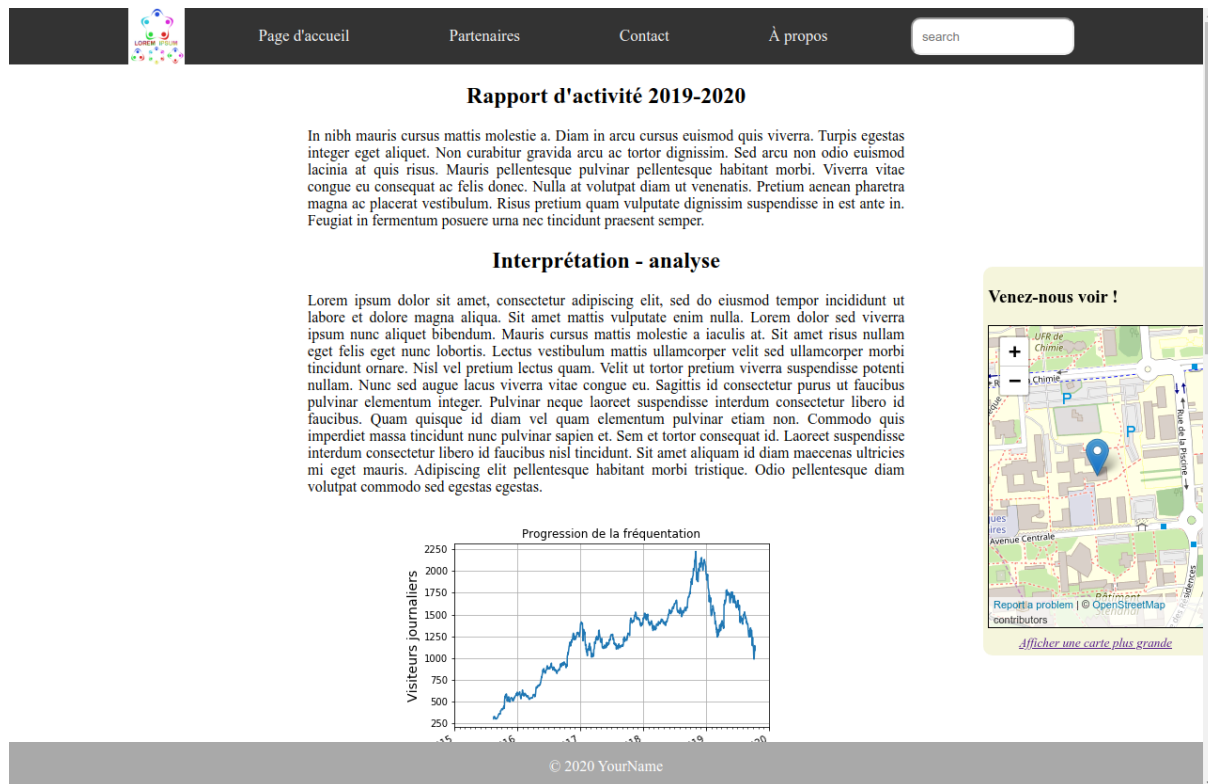 LOREM IPSUM
Page d'accueil
Partenaires
Contact
À propos
search
Rapport d'activité 2019-2020
In nibh mauris cursus mattis molestie a. Diam in arcu cursus euismod quis viverra. Turpis egestas
integer eget aliquet. Non curabitur gravida arcu ac tortor dignissim. Sed arcu non odio euismod
lacinia at quis risus. Mauris pellentesque pulvinar pellentesque habitant morbi. Viverra vitae
congue eu consequat ac felis donec. Nulla at volutpat diam ut venenatis. Pretium aenean pharetra
magna ac placerat vestibulum. Risus pretium quam vulputate dignissim suspendisse in est ante in.
Feugiat in fermentum posuere urna nec tincidunt praesent semper.
Interprétation - analyse
Lorem ipsum dolor sit amet, consectetur adipiscing elit, sed do eiusmod tempor incididunt ut
labore et dolore magna aliqua. Sit amet mattis vulputate enim nulla. Lorem dolor sed viverra
ipsum nunc aliquet bibendum. Mauris cursus mattis molestie a iaculis at. Sit amet risus nullam
eget felis eget nunc lobortis. Lectus vestibulum mattis ullamcorper velit sed ullamcorper morbi
tincidunt ornare. Nisl vel pretium lectus quam. Velit ut tortor pretium viverra suspendisse potenti
nullam. Nunc sed augue lacus viverra vitae congue eu. Sagittis id consectetur purus ut faucibus
pulvinar elementum integer. Pulvinar neque laoreet suspendisse interdum consectetur libero id
faucibus. Quam quisque id diam vel quam elementum pulvinar etiam non. Commodo quis
imperdiet massa tincidunt nunc pulvinar sapien et. Sem et tortor consequat id. Laoreet suspendisse
interdum consectetur libero id faucibus nisl tincidunt. Sit amet aliquam id diam maecenas ultricies
mi eget mauris. Adipiscing elit pellentesque habitant morbi tristique. Odio pellentesque diam
volutpat commodo sed egestas egestas.
Progression de la fréquentation
Visiteurs journaliers
2250
2000
1750
1500
1250
1000
750
500
250
Venez-nous voir !
+
−
UFR de
Chimie
Chimie
P
P
Rue de la Piscine
Avenue Centrale
Bâtiment
Stendhal
Report a problem | © OpenStreetMap
contributors
Afficher une carte plus grande
© 2020 YourName